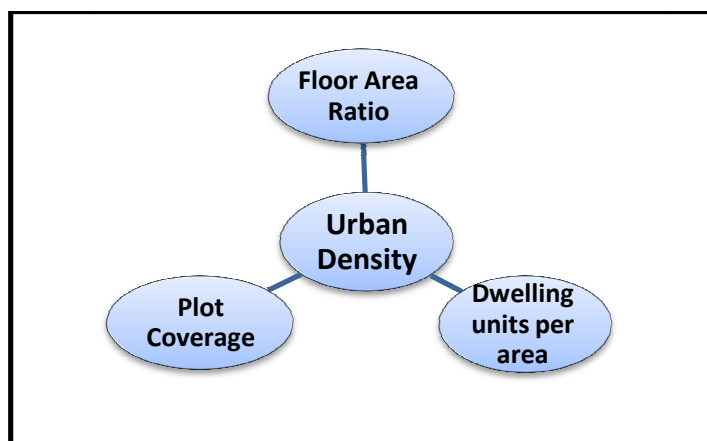 Floor Area
Ratio
Urban
Density
Plot
Coverage
Dwelling
units per
area